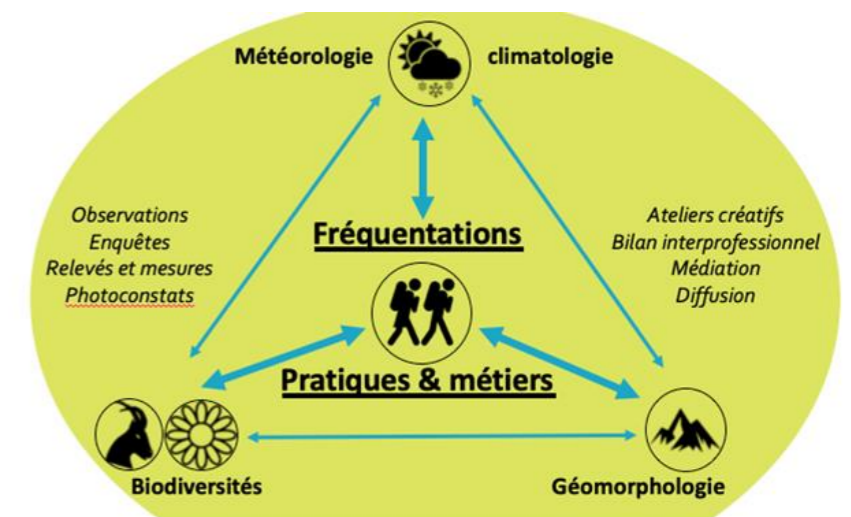 Météorologie climatologie
Observations
Enquêtes
Relevés et mesures
Photoconstats
Fréquentations
Ateliers créatifs
Bilan interprofessionnel
Médiation
Diffusion
Pratiques & métiers
Biodiversités
Géomorphologie